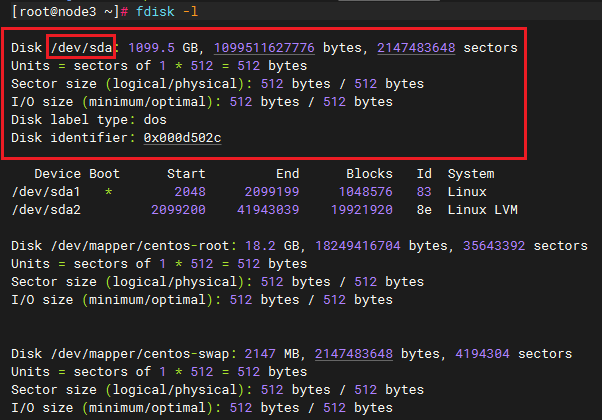 [root@node3 ~]# fdisk -l
Disk /dev/sda: 1099.5 GB, 1099511627776 bytes, 2147483648 sectors
Units = sectors of 1 * 512 = 512 bytes
Sector size (logical/physical): 512 bytes / 512 bytes
I/O size (minimum/optimal): 512 bytes / 512 bytes
Disk label type: dos
Disk identifier: 0x000d502c
Device Boot Start End Blocks Id System
/dev/sda1 * 2048 2099199 1048576 83 Linux
/dev/sda2 2099200 41943039 19921920 8e Linux LVM
Disk /dev/mapper/centos-root: 18.2 GB, 18249416704 bytes, 35643392 sectors
Units = sectors of 1 * 512 = 512 bytes
Sector size (logical/physical): 512 bytes / 512 bytes
I/O size (minimum/optimal): 512 bytes / 512 bytes
Disk /dev/mapper/centos-swap: 2147 MB, 2147483648 bytes, 4194304 sectors
Units = sectors of 1 * 512 = 512 bytes
Sector size (logical/physical): 512 bytes / 512 bytes
I/O size (minimum/optimal): 512 bytes / 512 bytes